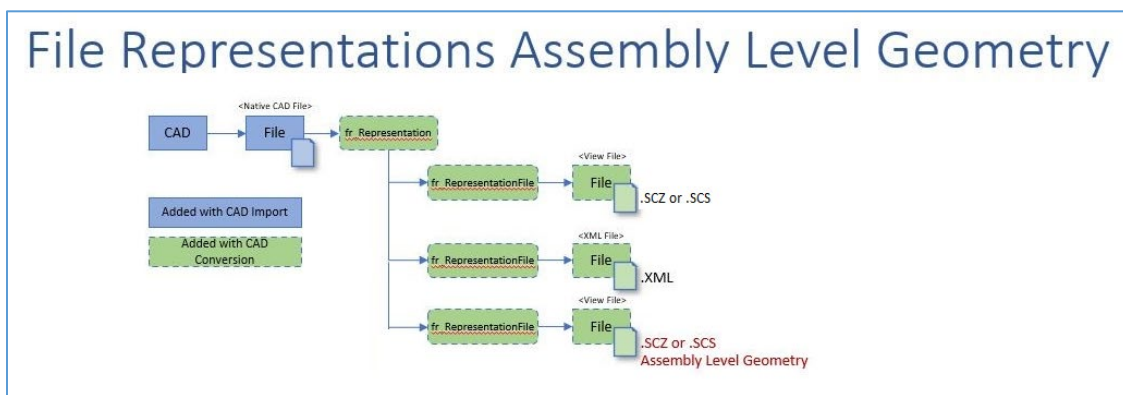 File Representations Assembly Level Geometry
<Native CAD File>
CAD
File
fr_Representation
<View File>
fr_RepresentationFile
File
.SCZ or .SCS
Added with CAD Import
Added with CAD
Conversion
<XML File>
fr_RepresentationFile
File
.XML
<View File>
fr_RepresentationFile
File
.SCZ or .SCS
Assembly Level Geometry